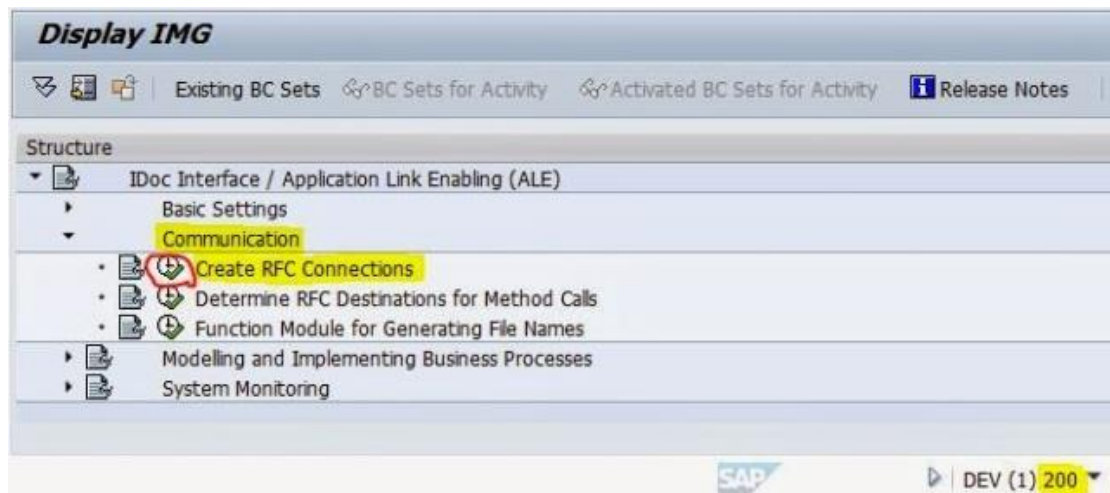 Display IMG
Existing BC Sets BC Sets for Activity Activated BC Sets for Activity Release Notes
Structure
IDoc Interface / Application Link Enabling (ALE)
Basic Settings
Communication
Create RFC Connections
Determine RFC Destinations for Method Calls
Function Module for Generating File Names
Modelling and Implementing Business Processes
System Monitoring
SAP DEV (1) 200